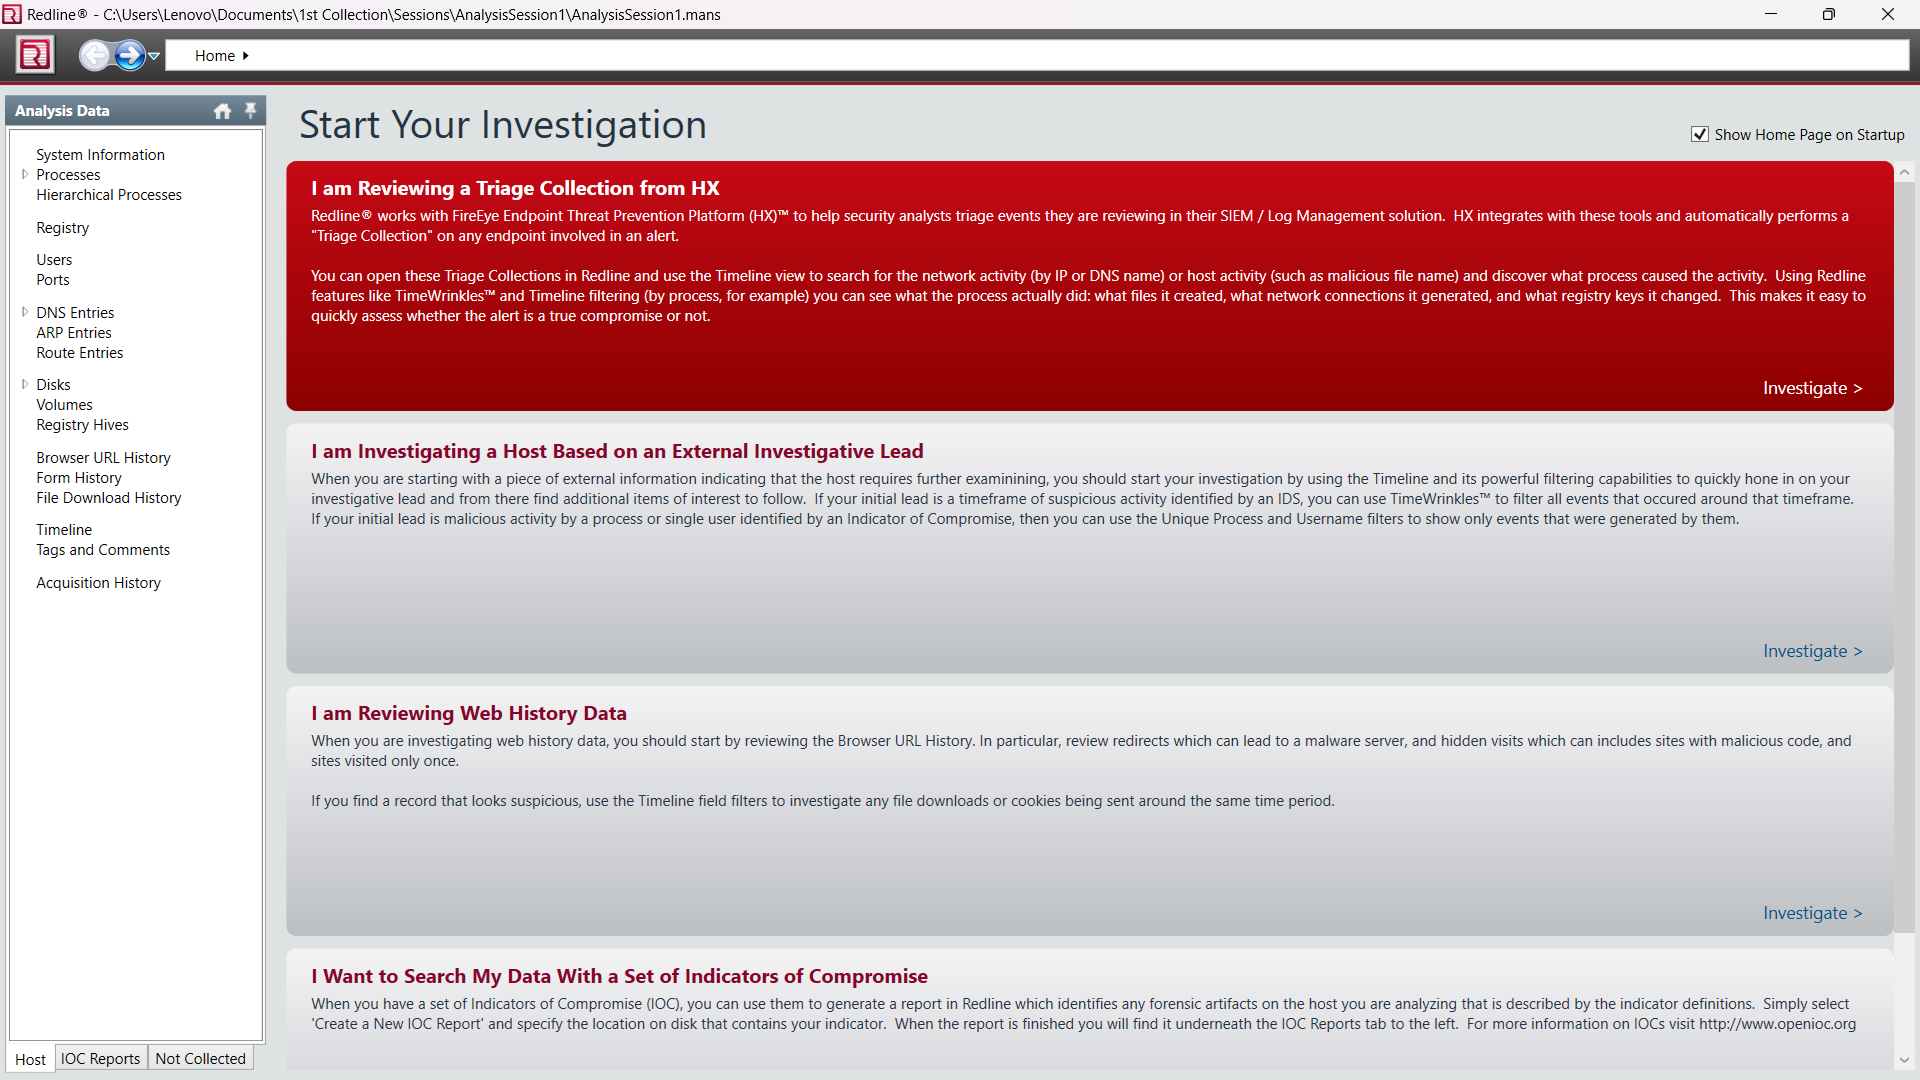 Redline® - C:\Users\Lenovo\Documents\1st Collection\Sessions\AnalysisSession1\AnalysisSession1.mans
Home
Analysis Data
System Information
Processes
Hierarchical Processes
Registry
Users
Ports
DNS Entries
ARP Entries
Route Entries
Disks
Volumes
Registry Hives
Browser URL History
Form History
File Download History
Timeline
Tags and Comments
Acquisition History
Host
IOC Reports
Not Collected
Start Your Investigation
Show Home Page on Startup
I am Reviewing a Triage Collection from HX
Redline® works with FireEye Endpoint Threat Prevention Platform (HX)™ to help security analysts triage events they are reviewing in their SIEM / Log Management solution. HX integrates with these tools and automatically performs a
"Triage Collection" on any endpoint involved in an alert.
You can open these Triage Collections in Redline and use the Timeline view to search for the network activity (by IP or DNS name) or host activity (such as malicious file name) and discover what process caused the activity. Using Redline
features like TimeWrinkles™ and Timeline filtering (by process, for example) you can see what the process actually did: what files it created, what network connections it generated, and what registry keys it changed. This makes it easy to
quickly assess whether the alert is a true compromise or not.
Investigate >
I am Investigating a Host Based on an External Investigative Lead
When you are starting with a piece of external information indicating that the host requires further examinining, you should start your investigation by using the Timeline and its powerful filtering capabilities to quickly hone in on your
investigative lead and from there find additional items of interest to follow. If your initial lead is a timeframe of suspicious activity identified by an IDS, you can use TimeWrinkles™ to filter all events that occured around that timeframe.
If your initial lead is malicious activity by a process or single user identified by an Indicator of Compromise, then you can use the Unique Process and Username filters to show only events that were generated by them.
Investigate >
I am Reviewing Web History Data
When you are investigating web history data, you should start by reviewing the Browser URL History. In particular, review redirects which can lead to a malware server, and hidden visits which can includes sites with malicious code, and
sites visited only once.
If you find a record that looks suspicious, use the Timeline field filters to investigate any file downloads or cookies being sent around the same time period.
Investigate >
I Want to Search My Data With a Set of Indicators of Compromise
When you have a set of Indicators of Compromise (IOC), you can use them to generate a report in Redline which identifies any forensic artifacts on the host you are analyzing that is described by the indicator definitions. Simply select
'Create a New IOC Report' and specify the location on disk that contains your indicator. When the report is finished you will find it underneath the IOC Reports tab to the left. For more information on IOCs visit http://www.openioc.org